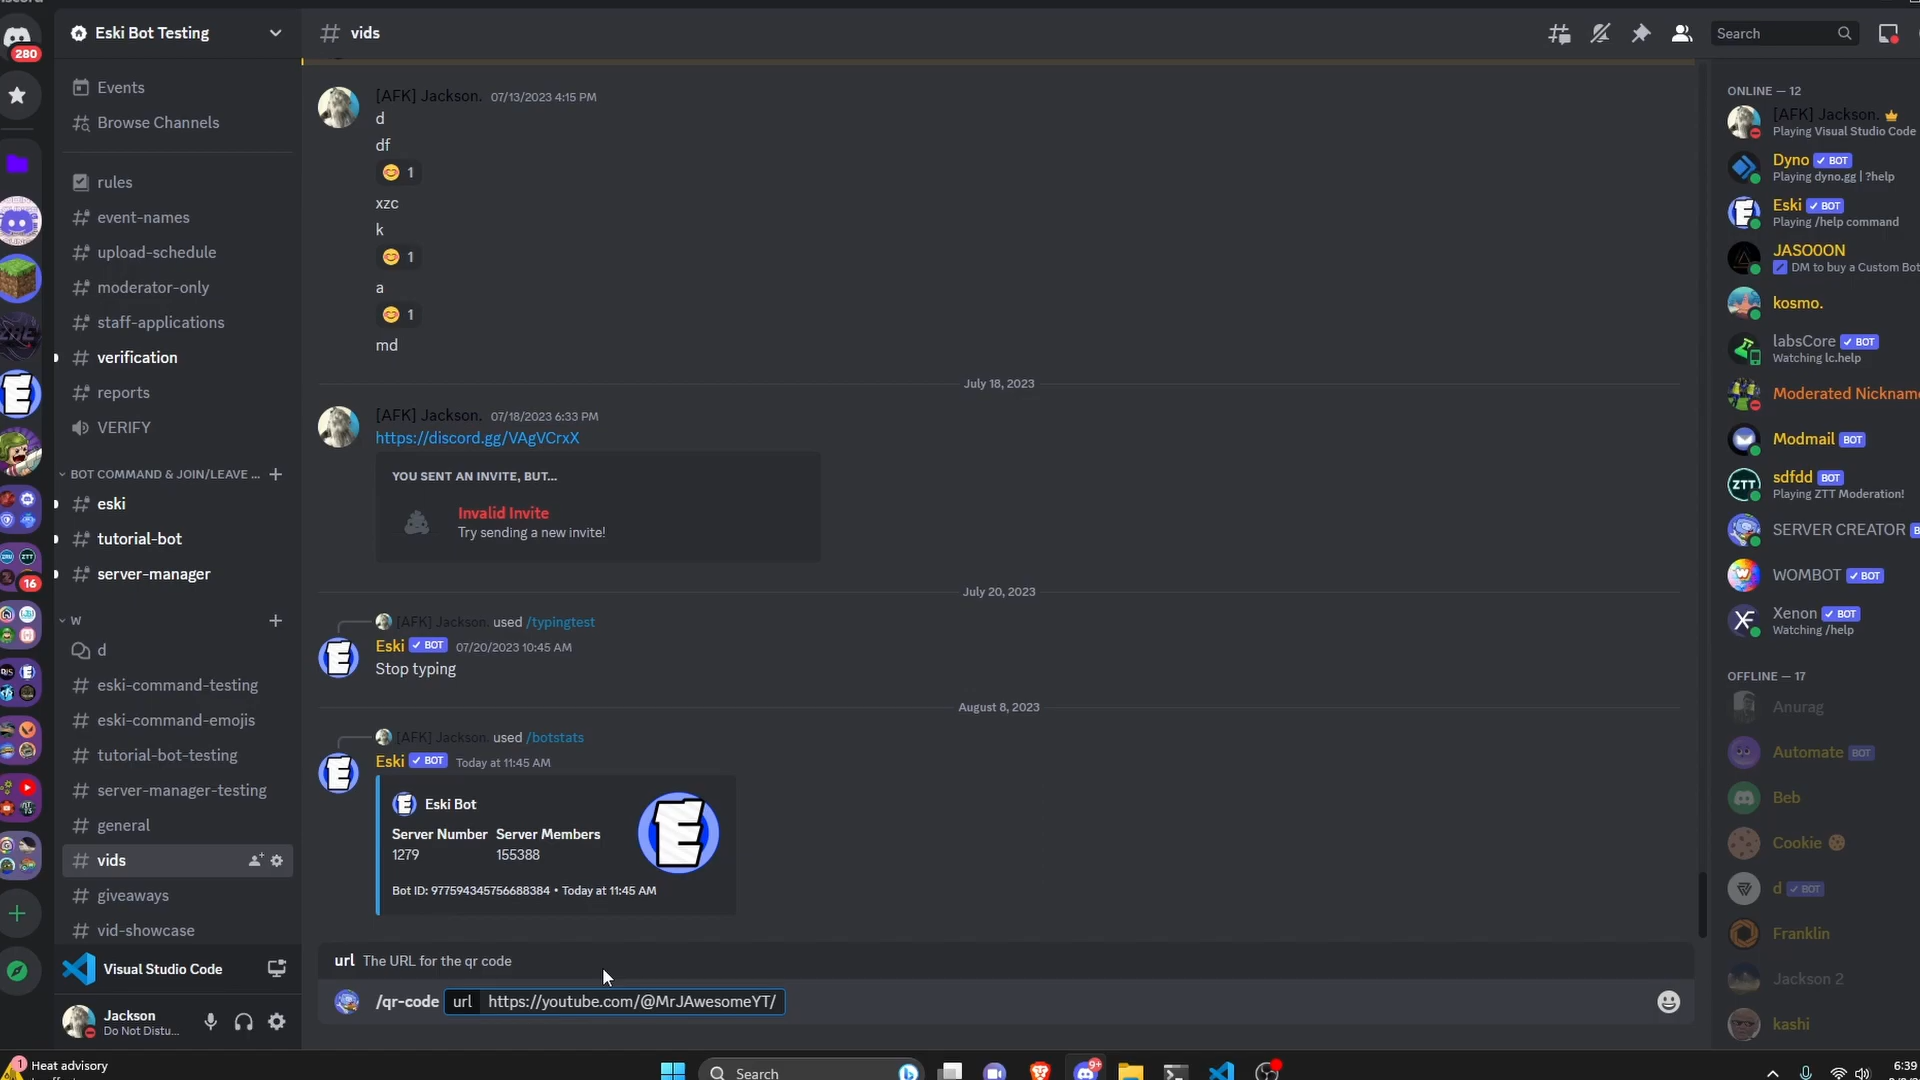 280
Eski Bot Testing
Events
Browse Channels
rules
event-names
upload-schedule
moderator-only
staff-applications
verification
reports
VERIFY
BOT COMMAND & JOIN/LEAVE ...
eski
tutorial-bot
server-manager
16
W
d
eski-command-testing
eski-command-emojis
tutorial-bot-testing
server-manager-testing
general
vids
giveaways
vid-showcase
Visual Studio Code
Jackson
Do Not Distu...
vids
Search
[AFK] Jackson. 07/13/2023 4:15 PM
d
df
1
xzc
k
1
a
1
md
July 18, 2023
[AFK] Jackson. 07/18/2023 6:33 PM
https://discord.gg/VAgVCrxX
YOU SENT AN INVITE, BUT...
Invalid Invite
Try sending a new invite!
July 20, 2023
[AFK] Jackson. used /typingtest
Eski BOT 07/20/2023 10:45 AM
Stop typing
August 8, 2023
[AFK] Jackson. used /botstats
Eski BOT Today at 11:45 AM
Eski Bot
Server Number Server Members
1279 155388
Bot ID: 977594345756688384 • Today at 11:45 AM
url The URL for the qr code
/qr-code url https://youtube.com/@MrJAwesomeYT/
ONLINE — 12
[AFK] Jackson.
Playing Visual Studio Code
Dyno BOT
Playing dyno.gg | ?help
Eski BOT
Playing /help command
JASO0ON
DM to buy a Custom Bot
kosmo.
labsCore BOT
Watching lc.help
Moderated Nickname
Modmail BOT
ZTT
sdfdd BOT
Playing ZTT Moderation!
SERVER CREATOR
WOMBOT BOT
Xenon BOT
Watching /help
OFFLINE — 17
Anurag
Automate BOT
Beb
Cookie
d BOT
Franklin
Jackson 2
kashi
1
Heat advisory
Search
9+
6:39